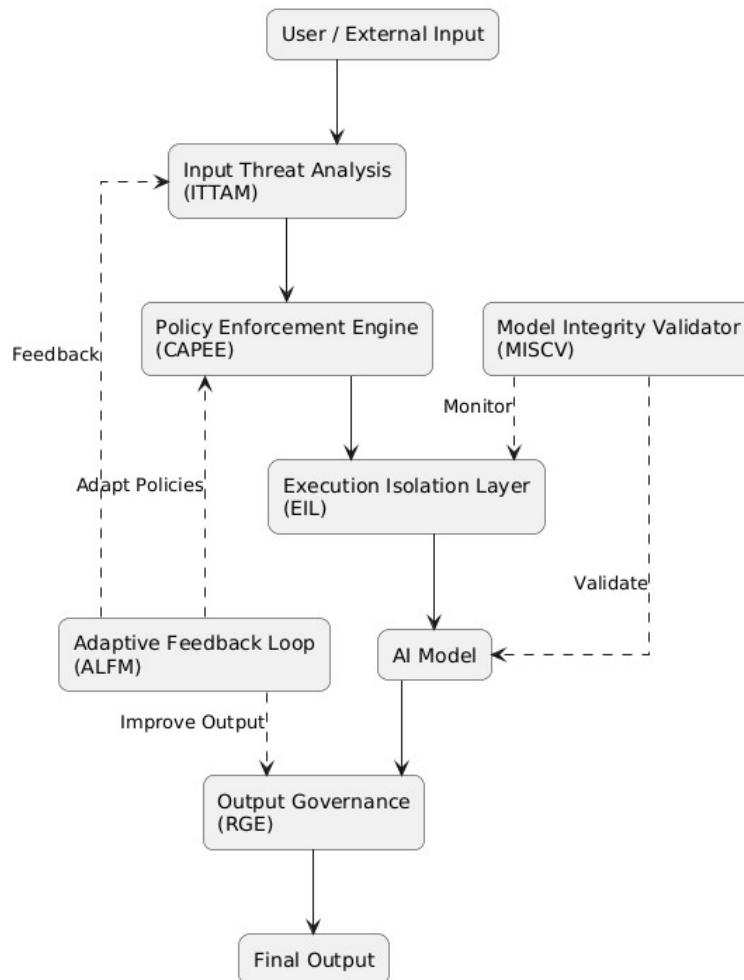 User / External Input
Input Threat Analysis
(ITTAM)
Policy Enforcement Engine
(CAPEE)
Model Integrity Validator
(MISCV)
Feedback
Monitor
Adapt Policies
Execution Isolation Layer
(EIL)
Validate
Adaptive Feedback Loop
(ALFM)
AI Model
Improve Output
Output Governance
(RGE)
Final Output